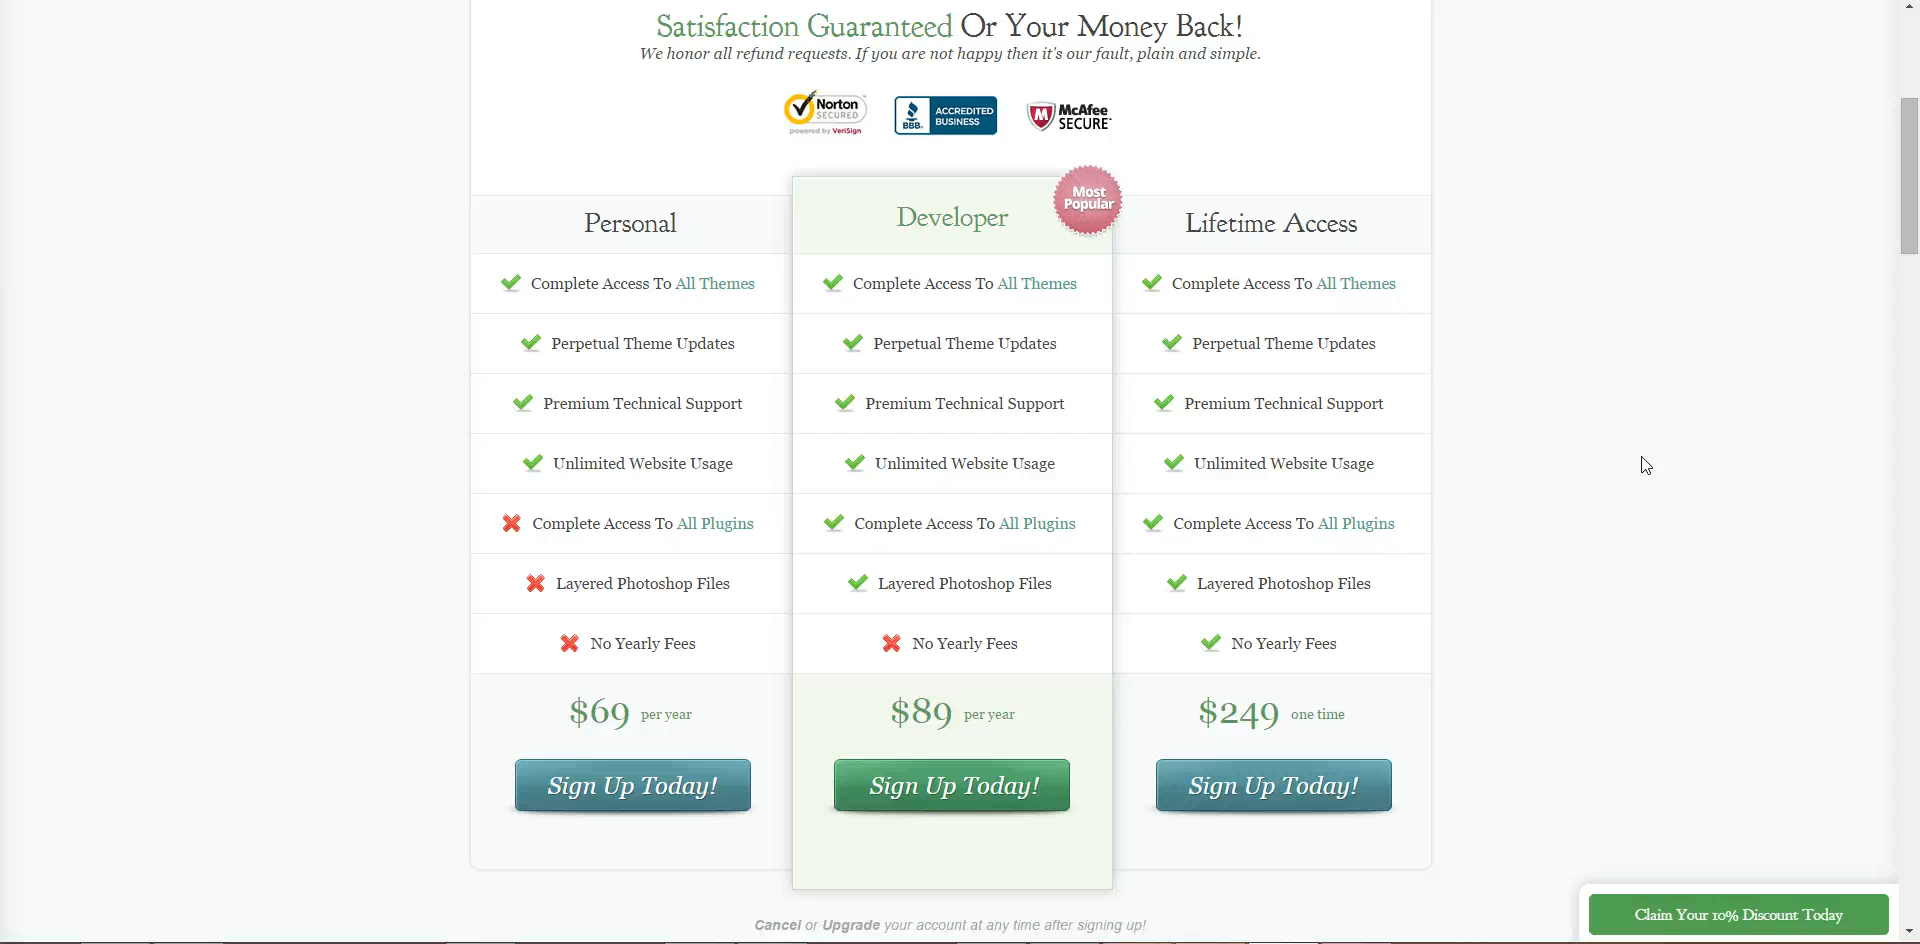 Satisfaction Guaranteed Or Your Money Back!
We honor all refund requests. If you are not happy then it's our fault, plain and simple.
Norton
SECURED
powered by VeriSign
BBB.
ACCREDITED
BUSINESS
McAfee
SECURE
Most
Popular
Personal
Complete Access To All Themes
Perpetual Theme Updates
Premium Technical Support
Unlimited Website Usage
Complete Access To All Plugins
Layered Photoshop Files
No Yearly Fees
$69 per year
Sign Up Today!
Developer
Complete Access To All Themes
Perpetual Theme Updates
Premium Technical Support
Unlimited Website Usage
Complete Access To All Plugins
Layered Photoshop Files
No Yearly Fees
$89 per year
Sign Up Today!
Lifetime Access
Complete Access To All Themes
Perpetual Theme Updates
Premium Technical Support
Unlimited Website Usage
Complete Access To All Plugins
Layered Photoshop Files
No Yearly Fees
$249 one time
Sign Up Today!
Cancel or Upgrade your account at any time after signing up!
Claim Your 10% Discount Today